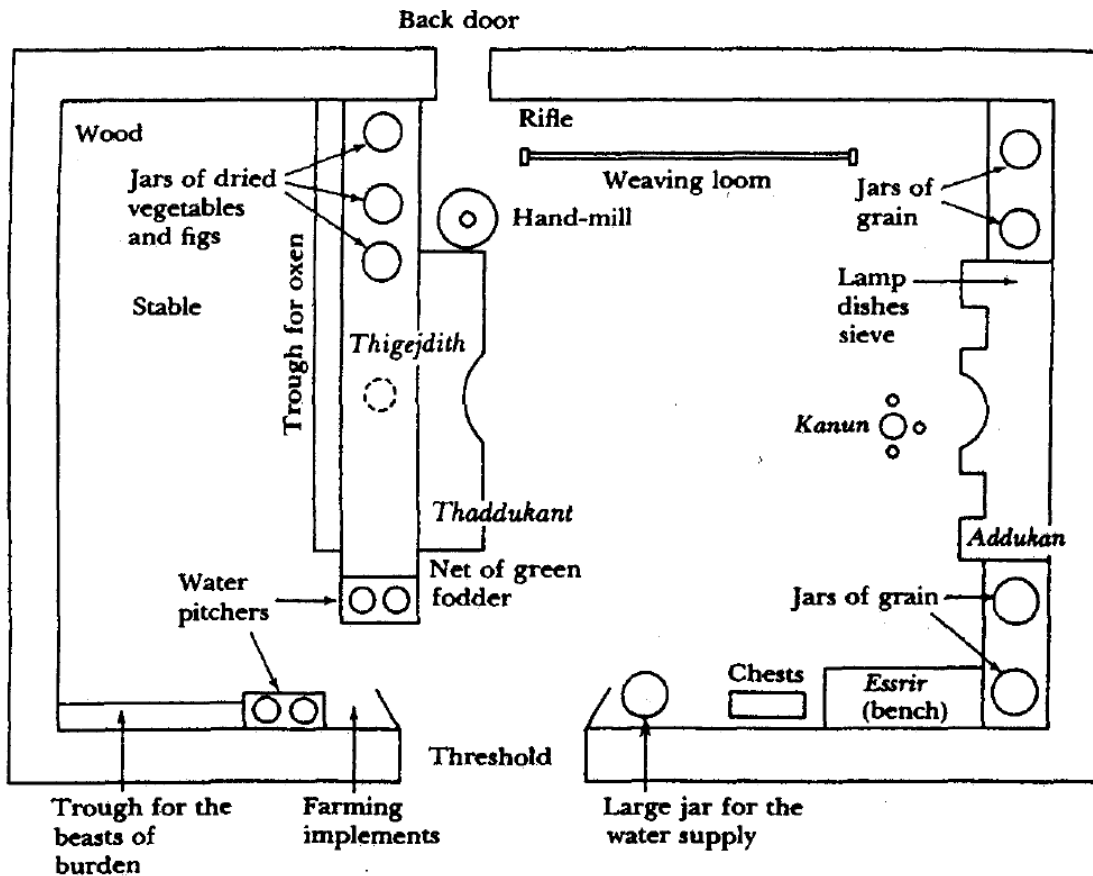 Back door
Wood
Rifle
Weaving loom
Jars of dried
vegetables
and figs
Hand-mill
Jars of
grain
Stable
Trough for oxen
Thigejdith
Lamp
dishes
sieve
Kanun
Thaddukant
Addukan
Water
pitchers
Net of green
fodder
Jars of grain
Chests
Essrir
(bench)
Threshold
Trough for the
beasts of
burden
Farming
implements
Large jar for the
water supply